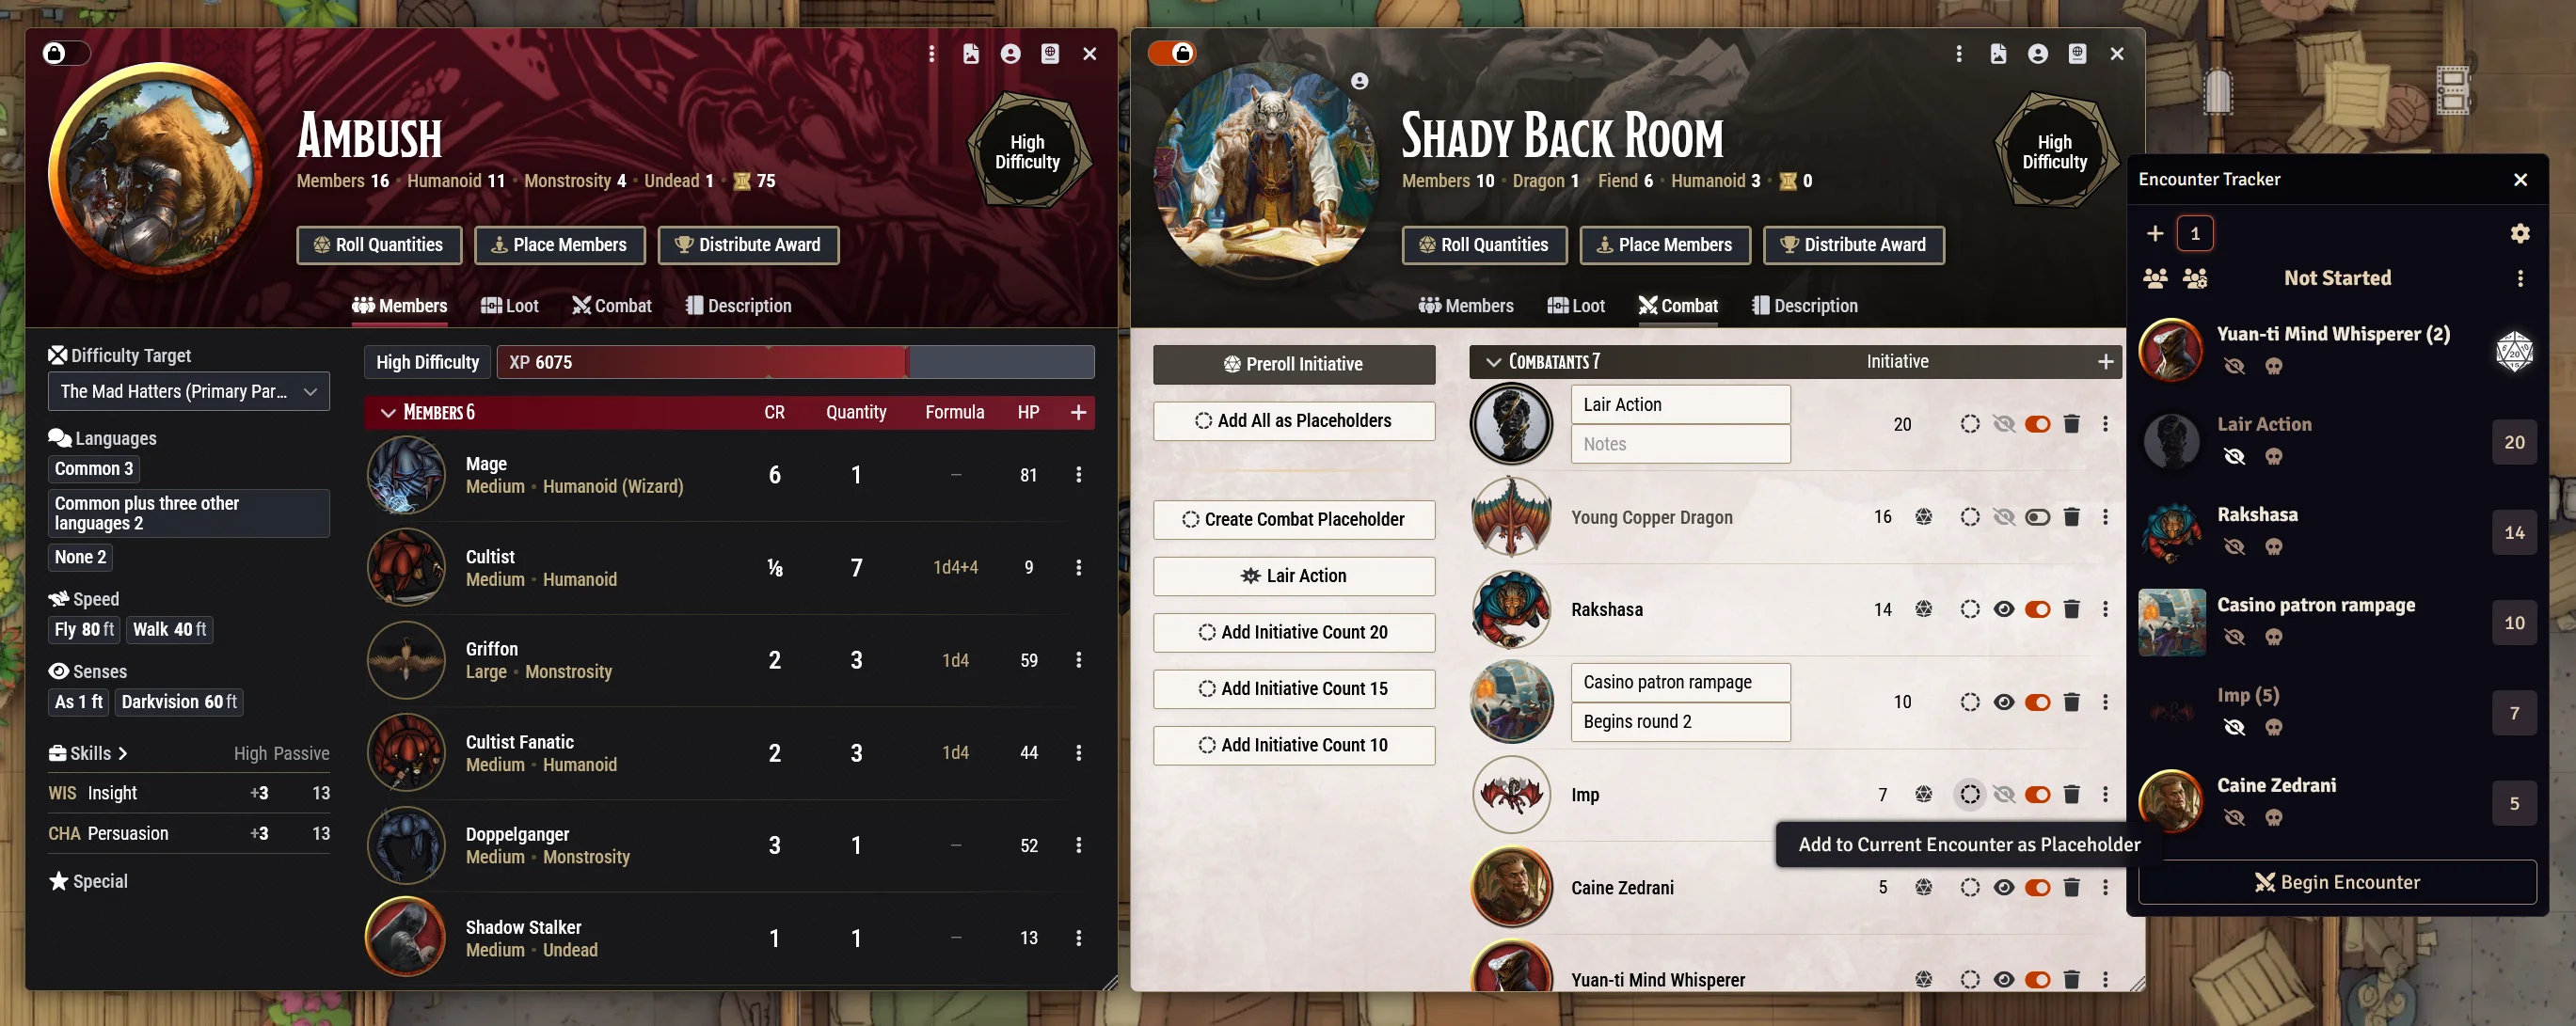 AMBUSH
Members 16 • Humanoid 11 • Monstrosity 4 • Undead 1 • 75
High Difficulty
Roll Quantities
Place Members
Distribute Award
Members
Loot
Combat
Description
Difficulty Target
The Mad Hatters (Primary Par...
Languages
Common 3
Common plus three other
languages 2
None 2
Speed
Fly 80 ft
Walk 40 ft
Senses
As 1 ft
Darkvision 60 ft
Skills
High Passive
WIS Insight +3 13
CHA Persuasion +3 13
Special
High Difficulty
XP 6075
MEMBERS 6 CR Quantity Formula HP
Mage 6 1 — 81
Medium • Humanoid (Wizard)
Cultist ⅛ 7 1d4+4 9
Medium • Humanoid
Griffon 2 3 1d4 59
Large • Monstrosity
Cultist Fanatic 2 3 1d4 44
Medium • Humanoid
Doppelganger 3 1 — 52
Medium • Monstrosity
Shadow Stalker 1 1 — 13
Medium • Undead
SHADY BACK ROOM
Members 10 • Dragon 1 • Fiend 6 • Humanoid 3 • 0
High
Difficulty
Roll Quantities
Place Members
Distribute Award
Members
Loot
Combat
Description
Preroll Initiative
Add All as Placeholders
Create Combat Placeholder
Lair Action
Add Initiative Count 20
Add Initiative Count 15
Add Initiative Count 10
COMBATANTS 7 Initiative
Lair Action 20
Notes
Young Copper Dragon 16
Rakshasa 14
Casino patron rampage 10
Begins round 2
Imp 7
Add to Current Encounter as Placeholder
Caine Zedrani 5
Yuan-ti Mind Whisperer
Encounter Tracker
1
Not Started
Yuan-ti Mind Whisperer (2)
Lair Action 20
Rakshasa 14
Casino patron rampage 10
Imp (5) 7
Caine Zedrani 5
Begin Encounter